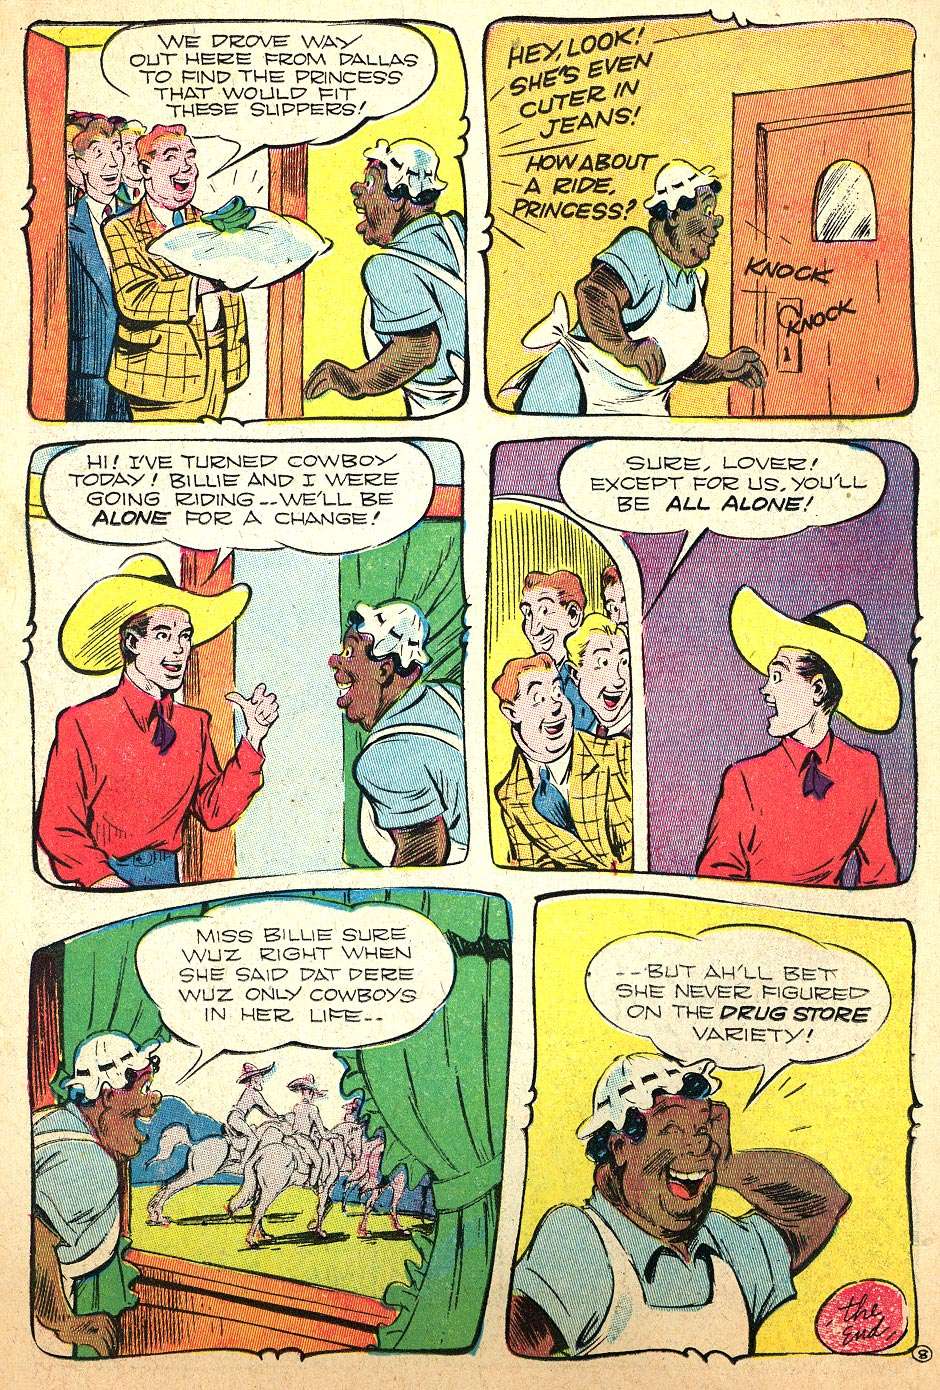 WE DROVE WAY
OUT HERE FROM DALLAS
TO FIND THE PRINCESS
THAT WOULD FIT
THESE SLIPPERS!
HEY, LOOK!
SHE'S EVEN
CUTER IN
JEANS!
HOW ABOUT
A RIDE,
PRINCESS?
KNOCK
KNOCK
HI! I'VE TURNED COWBOY
TODAY! BILLIE AND I WERE
GOING RIDING--WE'LL BE
ALONE FOR A CHANGE!
SURE, LOVER!
EXCEPT FOR US, YOU'LL
BE ALL ALONE!
MISS BILLIE SURE
WUZ RIGHT WHEN
SHE SAID DAT DERE
WUZ ONLY COWBOYS
IN HER LIFE--
--BUT AH'LL BET
SHE NEVER FIGURED
ON THE DRUG STORE
VARIETY!
the
End
8